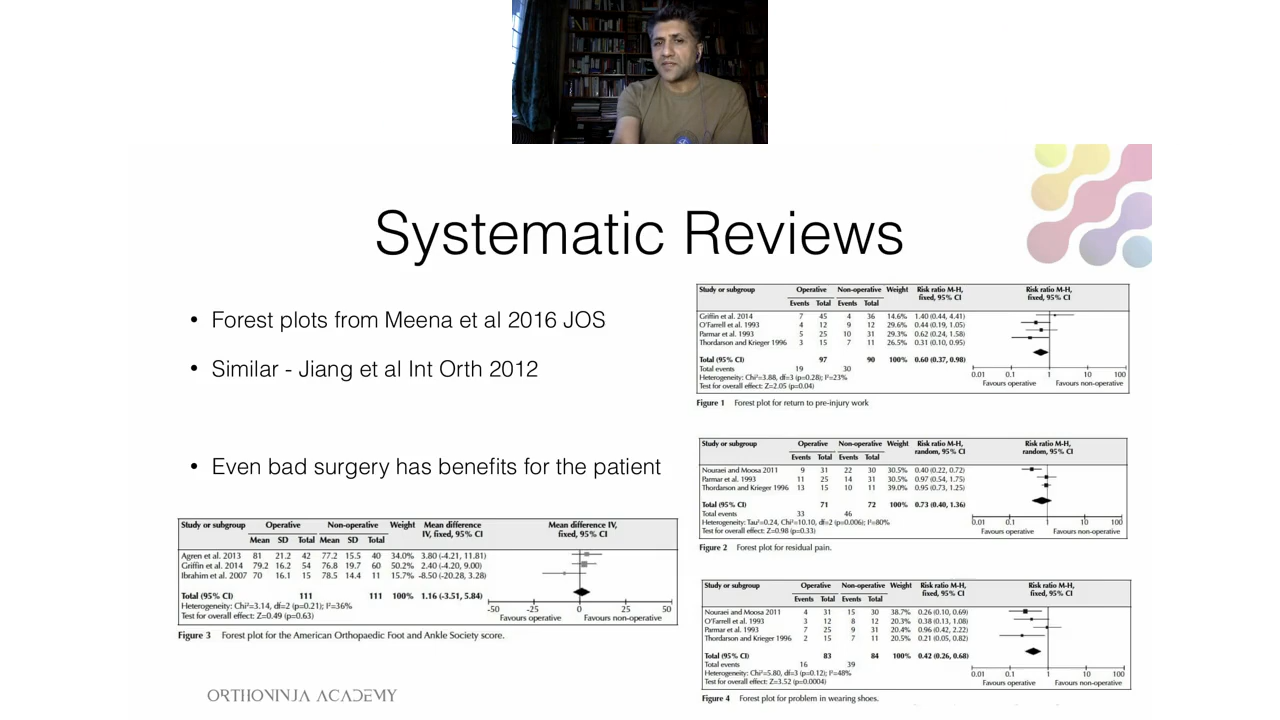 Systematic Reviews
• Forest plots from Meena et al 2016 JOS
• Similar - Jiang et al Int Orth 2012
• Even bad surgery has benefits for the patient
Study or subgroup Operative Non-operative Weight Mean difference Mean difference IV,
IV, fixed, 95% CI fixed, 95% CI
Mean SD Total Mean SD Total
Agren et al. 2013 81 21.2 42 77.2 15.5 40 34.0% 3.80 (-4.21, 11.81)
Griffin et al. 2014 79.2 16.2 54 76.8 19.7 60 50.2% 2.40 (-4.20, 9.00)
Ibrahim et al. 2007 70 16.1 15 78.5 14.4 11 15.7% -8.50 (-20.28, 3.28)
Total (95% CI) 111 111 100% 1.16 (-3.51, 5.84)
Heterogeneity: Chi²=3.14, df=2 (p=0.21); I²=36%
Test for overall effect: Z=0.49 (p=0.63)
-50 -25 0 25 50
Favours operative Favours non-operative
Figure 3 Forest plot for the American Orthopaedic Foot and Ankle Society score.
ORTHONINJA ACADEMY
Study or subgroup Operative Non-operative Weight Risk ratio M-H, Risk ratio M-H,
fixed, 95% CI fixed, 95% CI
Events Total Events Total
Griffin et al. 2014 7 45 4 36 14.6% 1.40 (0.44, 4.41)
O'Farrell et al. 1993 4 12 9 12 29.6% 0.44 (0.19, 1.05)
Parmar et al. 1993 5 25 10 31 29.3% 0.62 (0.24, 1.58)
Thordarson and Krieger 1996 3 15 7 11 26.5% 0.31 (0.10, 0.95)
Total (95% CI) 97 90 100% 0.60 (0.37, 0.98)
Total events 19 30
Heterogeneity: Chi²=3.88, df=3 (p=0.28); I²=23%
Test for overall effect: Z=2.05 (p=0.04)
0.01 0.1 1 10 100
Favours operative Favours non-operative
Figure 1 Forest plot for return to pre-injury work
Study or subgroup Operative Non-operative Weight Risk ratio M-H, Risk ratio M-H,
random, 95% CI random, 95% CI
Events Total Events Total
Nouraei and Moosa 2011 9 31 22 30 30.5% 0.40 (0.22, 0.72)
Parmar et al. 1993 11 25 14 31 30.5% 0.97 (0.54, 1.75)
Thordarson and Krieger 1996 13 15 10 11 39.0% 0.95 (0.73, 1.25)
Total (95% CI) 71 72 100% 0.73 (0.40, 1.36)
Total events 33 46
Heterogeneity: Tau²=0.24, Chi²=10.10, df=2 (p=0.006); I²=80%
Test for overall effect: Z=0.98 (p=0.33)
0.01 0.1 1 10 100
Favours operative Favours non-operative
Figure 2 Forest plot for residual pain.
Study or subgroup Operative Non-operative Weight Risk ratio M-H, Risk ratio M-H,
fixed, 95% CI fixed, 95% CI
Events Total Events Total
Nouraei and Moosa 2011 4 31 15 30 38.7% 0.26 (0.10, 0.69)
O'Farrell et al. 1993 3 12 8 12 20.3% 0.38 (0.13, 1.08)
Parmar et al. 1993 7 25 9 31 20.4% 0.96 (0.42, 2.22)
Thordarson and Krieger 1996 2 15 7 11 20.5% 0.21 (0.05, 0.82)
Total (95% CI) 83 84 100% 0.42 (0.26, 0.68)
Total events 16 39
Heterogeneity: Chi²=5.80, df=3 (p=0.12); I²=48%
Test for overall effect: Z=3.52 (p=0.0004)
0.01 0.1 1 10 100
Favours operative Favours non-operative
Figure 4 Forest plot for problem in wearing shoes.